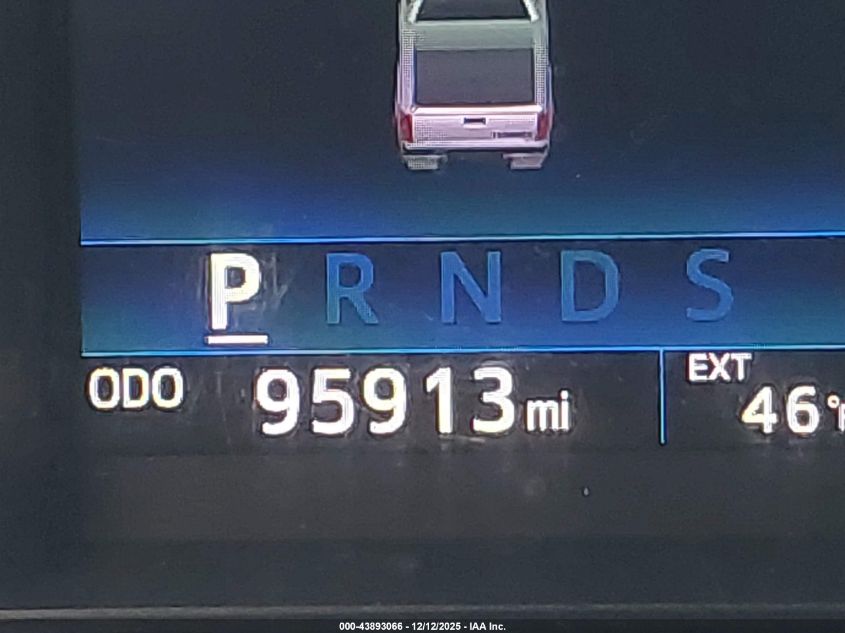 P R N D S
ODO 95913 mi
EXT
46°F
000-43893066 - 12/12/2025 - IAA Inc.